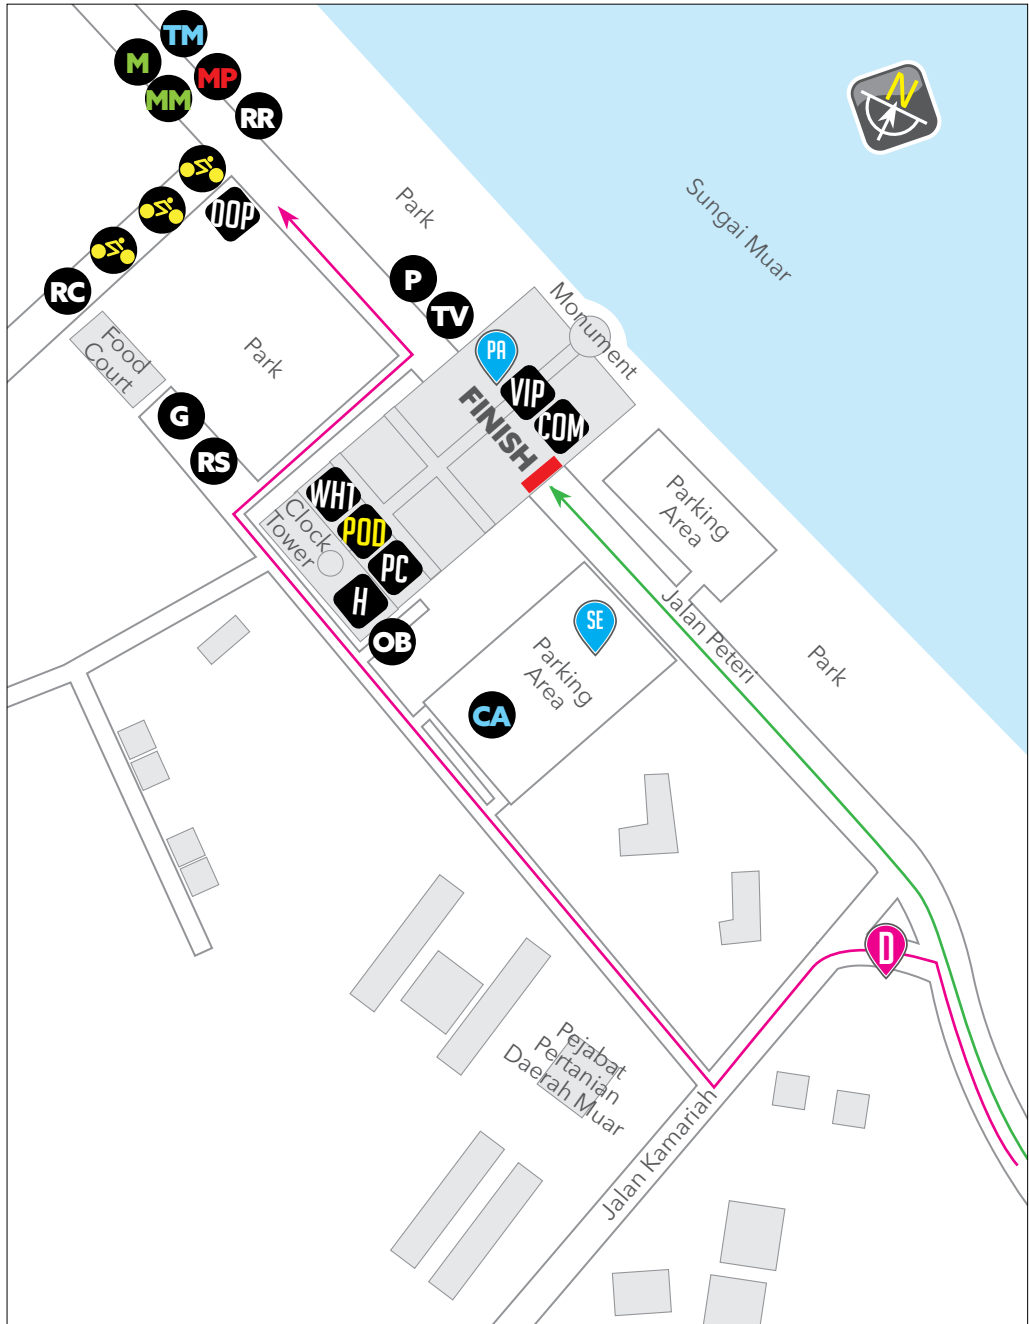 TM
M
MP
MM
RR
N
DOP
RC
Park
Sungai Muar
P
TV
Monument
Food
Court
Park
PA
VIP
COM
FINISH
G
RS
WHT
POD
PC
H
OB
Clock
Tower
Parking
Area
SE
Parking
Area
CA
Jalan Peteri
Park
D
Pejabat
Pertanian
Daerah Muar
Jalan Kamariah